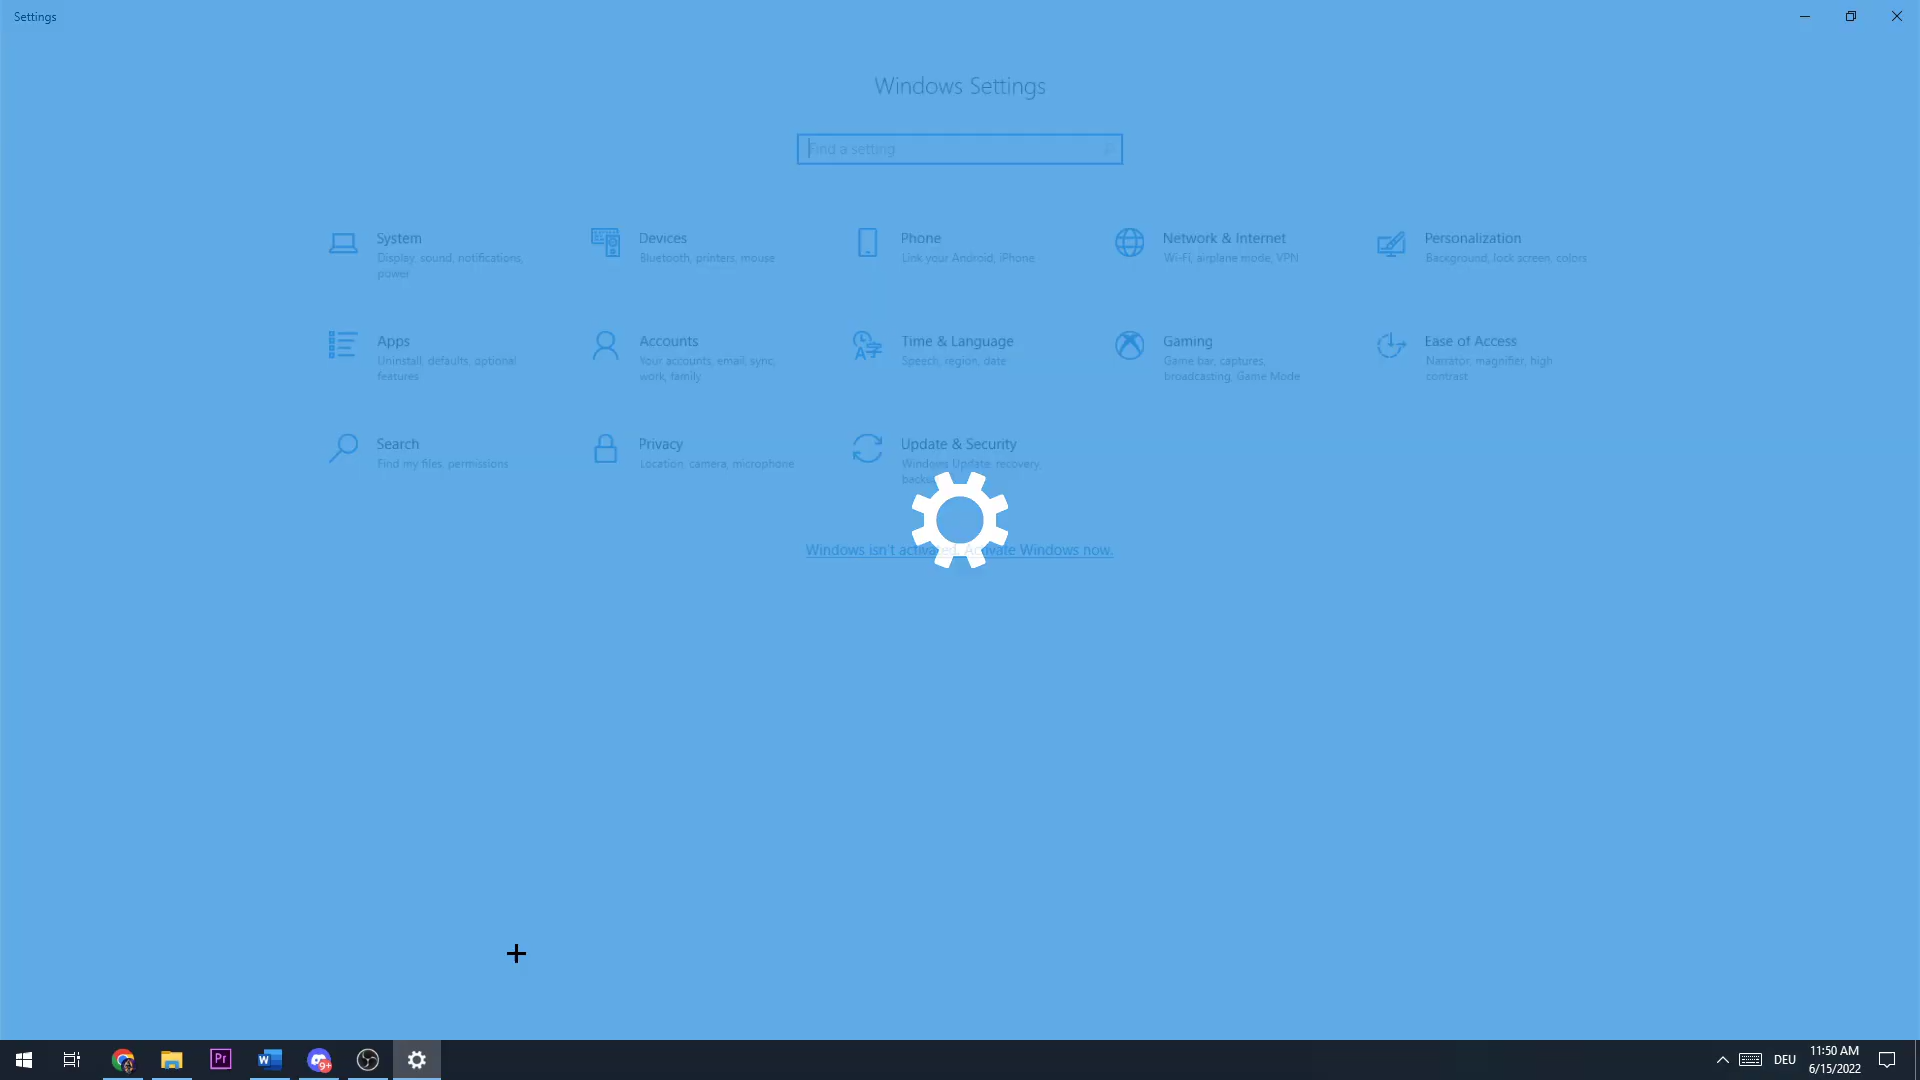 Settings
Windows Settings
Find a setting
System
Display, sound, notifications,
power
Devices
Bluetooth, printers, mouse
Phone
Link your Android, iPhone
Network & Internet
Wi-Fi, airplane mode, VPN
Personalization
Background, lock screen, colors
Apps
Uninstall, defaults, optional
features
Accounts
Your accounts, email, sync,
work, family
Time & Language
Speech, region, date
Gaming
Game bar, captures,
broadcasting, Game Mode
Ease of Access
Narrator, magnifier, high
contrast
Search
Find my files, permissions
Privacy
Location, camera, microphone
Update & Security
Windows Update, recovery,
Windows isn't activated. Activate Windows now.
Pr
W
9+
DEU
11:50 AM
6/15/2022